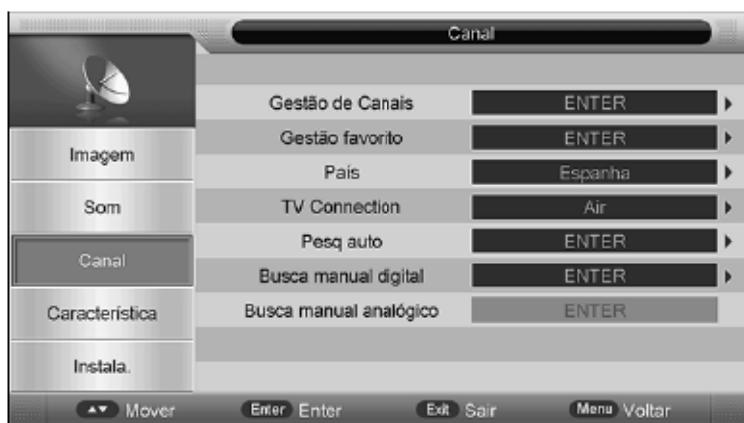 Canal
Imagem
Som
Canal
Característica
Instala.
Gestão de Canais ENTER
Gestão favorito ENTER
País Espanha
TV Connection Air
Pesq auto ENTER
Busca manual digital ENTER
Busca manual analógico ENTER
Mover Enter Enter Exit Sair Menu Voltar